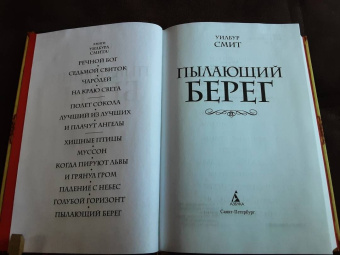 КНИГИ
УИЛБУРА
СМИТА
РЕЧНОЙ БОГ
СЕДЬМОЙ СВИТОК
ЧАРОДЕЙ
НА КРАЮ СВЕТА
ПОЛЕТ СОКОЛА
ЛУЧШИЙ ИЗ ЛУЧШИХ
И ПЛАЧУТ АНГЕЛЫ
ХИЩНЫЕ ПТИЦЫ
МУССОН
КОГДА ПИРУЮТ ЛЬВЫ
И ГРЯНУЛ ГРОМ
ПАДЕНИЕ С НЕБЕС
ГОЛУБОЙ ГОРИЗОНТ
ПЫЛАЮЩИЙ БЕРЕГ
УИЛБУР
СМИТ
ПЫЛАЮЩИЙ
БЕРЕГ
АЗБУКА
Санкт-Петербург